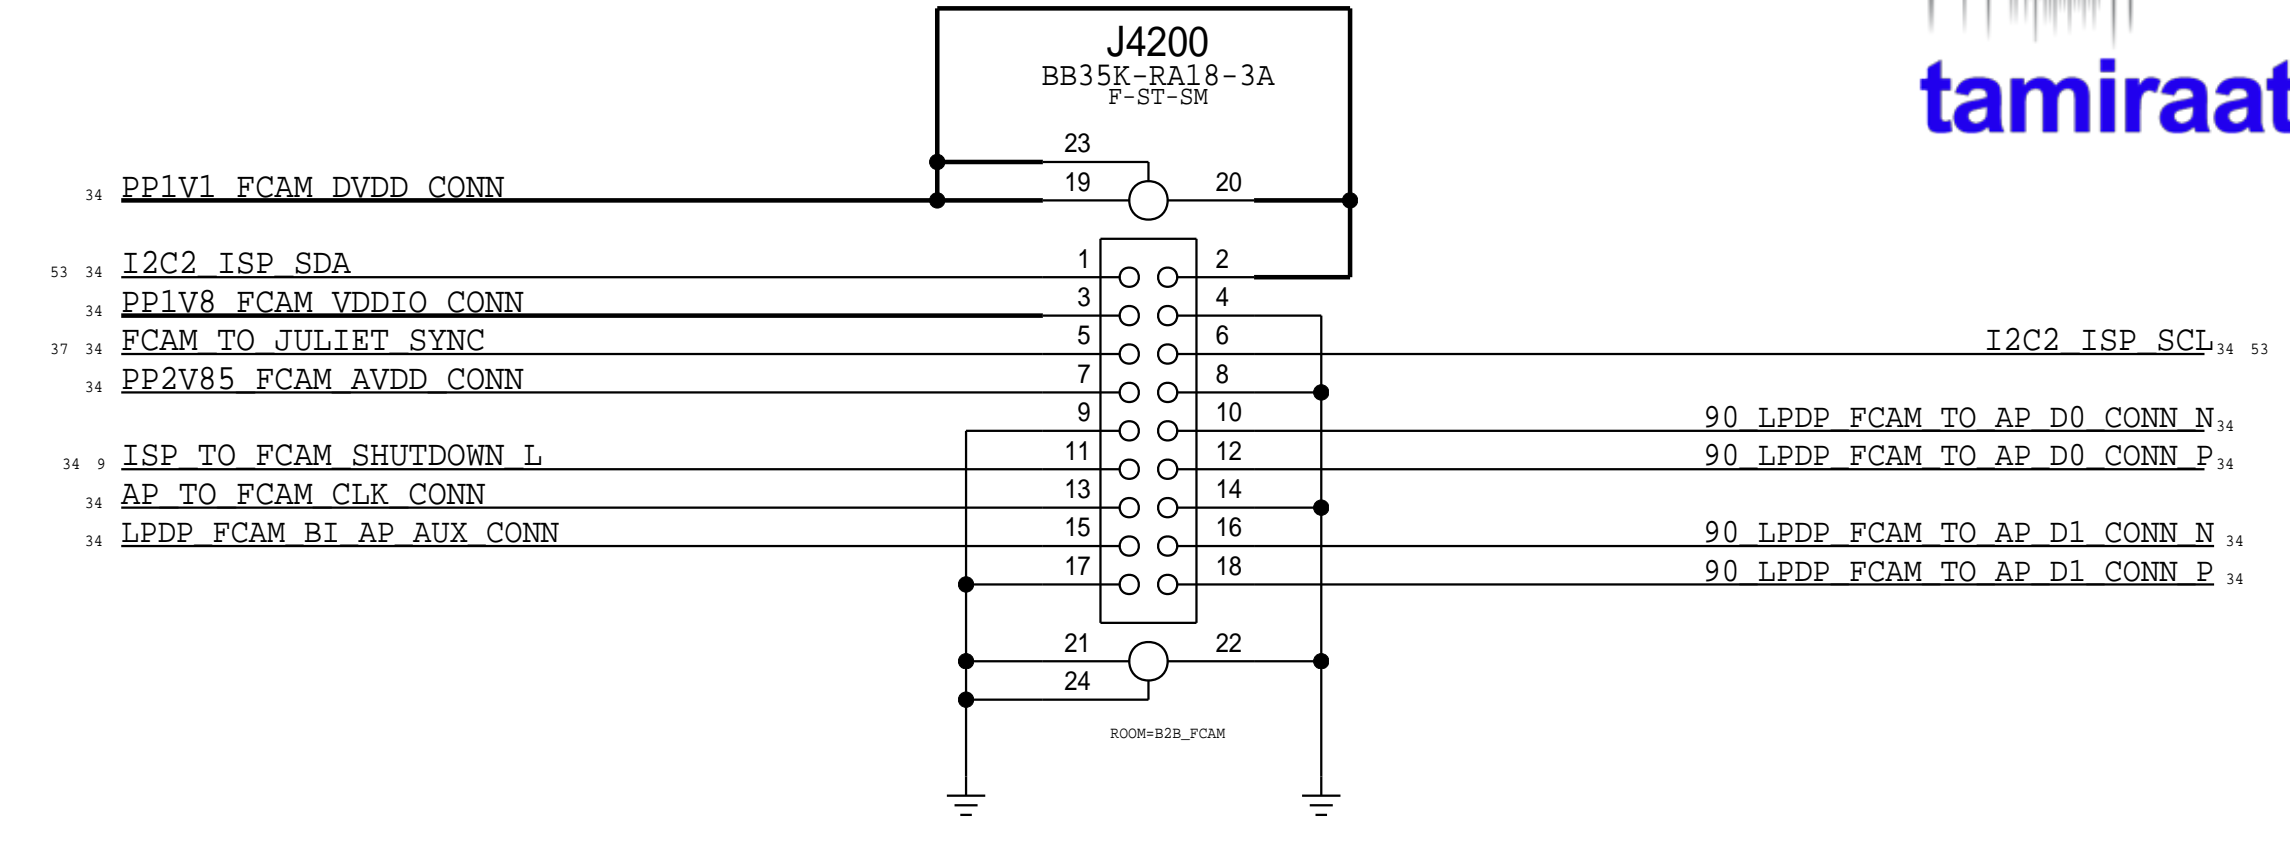 J4200
BB35K-RA18-3A
F-ST-SM
tamiraat
23
34 PP1V1_FCAM_DVDD_CONN 19 20
53 34 I2C2_ISP_SDA 1 2
34 PP1V8_FCAM_VDDIO_CONN 3 4
37 34 FCAM_TO_JULIET_SYNC 5 6 I2C2_ISP_SCL 34 53
34 PP2V85_FCAM_AVDD_CONN 7 8
9 10 90_LPDP_FCAM_TO_AP_D0_CONN_N 34
34 9 ISP_TO_FCAM_SHUTDOWN_L 11 12 90_LPDP_FCAM_TO_AP_D0_CONN_P 34
34 AP_TO_FCAM_CLK_CONN 13 14
34 LPDP_FCAM_BI_AP_AUX_CONN 15 16 90_LPDP_FCAM_TO_AP_D1_CONN_N 34
17 18 90_LPDP_FCAM_TO_AP_D1_CONN_P 34
21 22
24
ROOM=B2B_FCAM